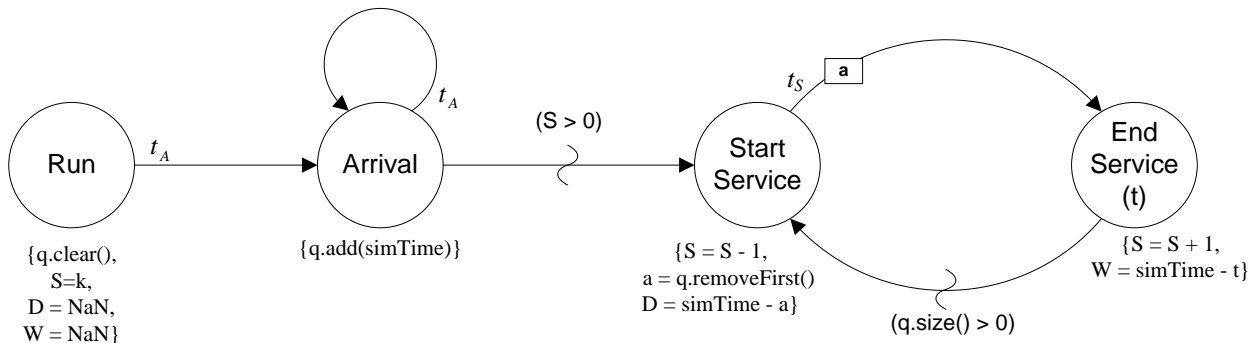 Run
{q.clear(),
S=k,
D = NaN,
W = NaN}
t_A
Arrival
{q.add(simTime)}
t_A
(S > 0)
Start
Service
{S = S - 1,
a = q.removeFirst()
D = simTime - a}
t_S
a
End
Service
(t)
{S = S + 1,
W = simTime - t}
(q.size() > 0)